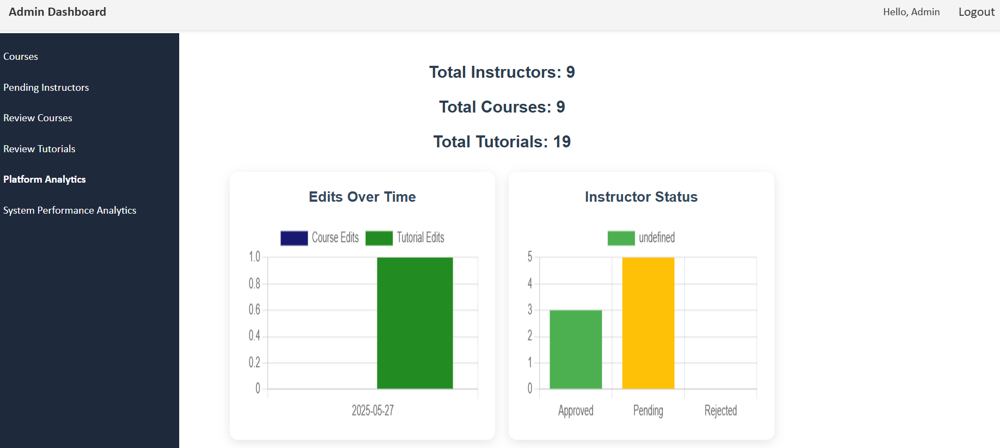 Admin Dashboard
Hello, Admin
Logout
Courses
Pending Instructors
Review Courses
Review Tutorials
Platform Analytics
System Performance Analytics
Total Instructors: 9
Total Courses: 9
Total Tutorials: 19
Edits Over Time
Course Edits
Tutorial Edits
1.0
0.8
0.6
0.4
0.2
0
2025-05-27
Instructor Status
undefined
5
4
3
2
1
0
Approved
Pending
Rejected